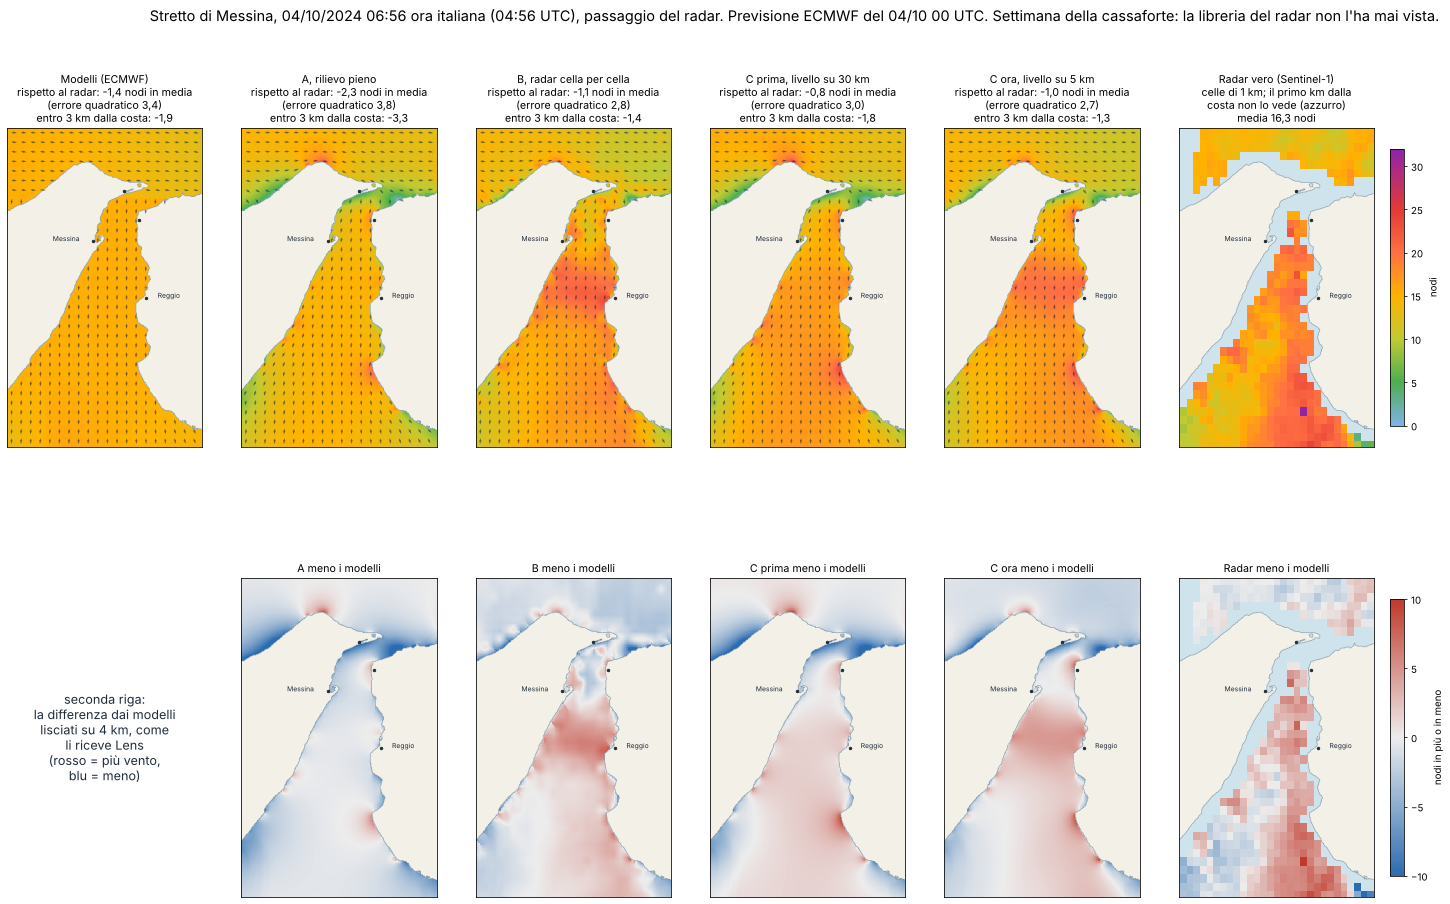 Stretto di Messina, 04/10/2024 06:56 ora italiana (04:56 UTC), passaggio del radar. Previsione ECMWF del 04/10 00 UTC. Settimana della cassaforte: la libreria del radar non l'ha mai vista.
Modelli (ECMWF)
rispetto al radar: -1,4 nodi in media
(errore quadratico 3,4)
entro 3 km dalla costa: -1,9
A, rilievo pieno
rispetto al radar: -2,3 nodi in media
(errore quadratico 3,8)
entro 3 km dalla costa: -3,3
B, radar cella per cella
rispetto al radar: -1,1 nodi in media
(errore quadratico 2,8)
entro 3 km dalla costa: -1,4
C prima, livello su 30 km
rispetto al radar: -0,8 nodi in media
(errore quadratico 3,0)
entro 3 km dalla costa: -1,8
C ora, livello su 5 km
rispetto al radar: -1,0 nodi in media
(errore quadratico 2,7)
entro 3 km dalla costa: -1,3
Radar vero (Sentinel-1)
celle di 1 km; il primo km dalla
costa non lo vede (azzurro)
media 16,3 nodi
Messina
Reggio
Messina
Reggio
Messina
Reggio
Messina
Reggio
Messina
Reggio
Messina
Reggio
30
25
20
15
10
5
0
nodi
A meno i modelli
B meno i modelli
C prima meno i modelli
C ora meno i modelli
Radar meno i modelli
seconda riga:
la differenza dai modelli
lisciati su 4 km, come
li riceve Lens
(rosso = più vento,
blu = meno)
Messina
Reggio
Messina
Reggio
Messina
Reggio
Messina
Reggio
Messina
Reggio
10
5
0
−5
−10
nodi in più o in meno